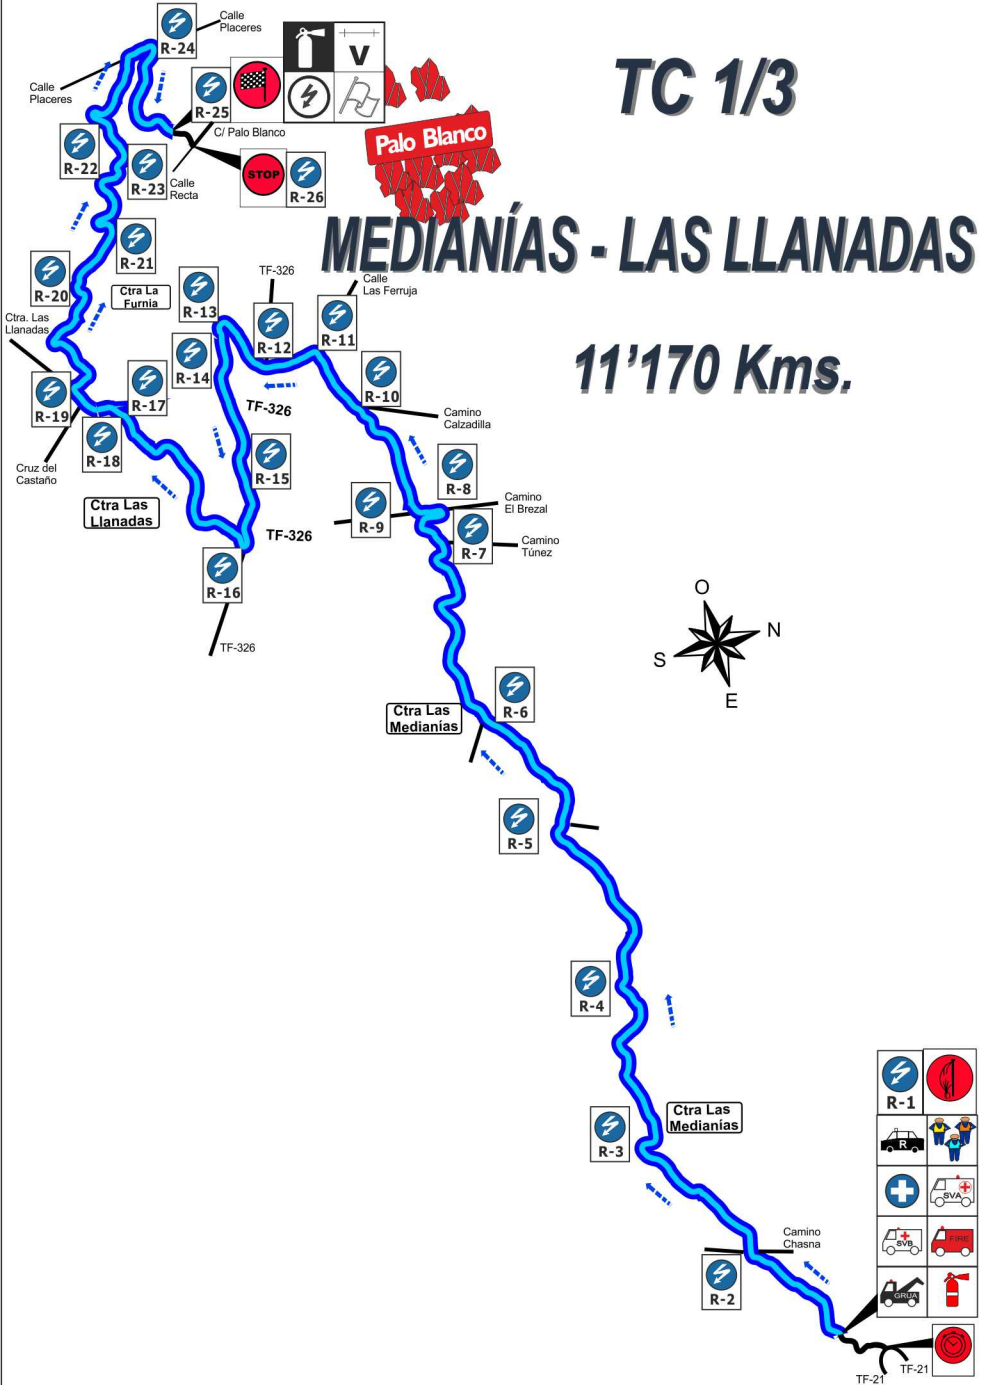 TC 1/3
MEDIANÍAS - LAS LLANADAS
11'170 Kms.
Palo Blanco
Calle
Placeres
R-24
V
Calle
Placeres
R-25
C/ Palo Blanco
R-22
R-23
Calle
Recta
STOP
R-26
R-21
R-20
Ctra La
Furnia
R-13
TF-326
Calle
Las Ferruja
R-12
R-11
Ctra. Las
Llanadas
R-14
R-10
R-19
R-17
TF-326
Camino
Calzadilla
R-18
R-15
R-8
Cruz del
Castaño
Ctra Las
Llanadas
Camino
El Brezal
R-9
R-7
TF-326
Camino
Túnez
R-16
TF-326
O
N
S
E
R-6
Ctra Las
Medianías
R-5
R-4
R-1
Ctra Las
Medianías
R-3
R
SVA
SVB
FIRE
Camino
Chasna
R-2
GRUA
TF-21
TF-21